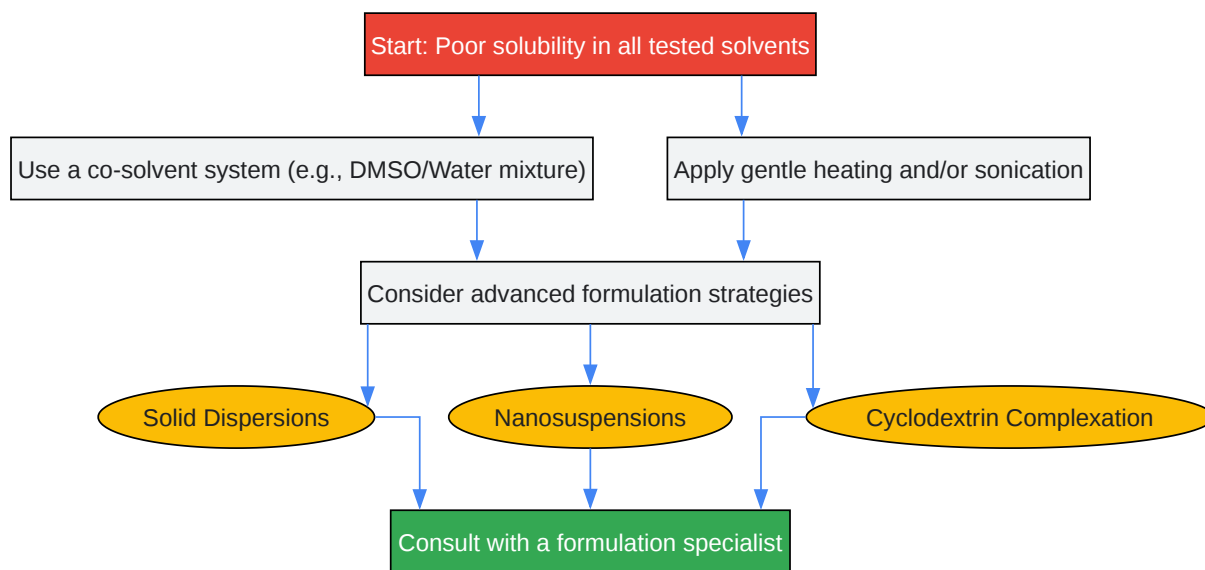 Start: Poor solubility in all tested solvents
Use a co-solvent system (e.g., DMSO/Water mixture)
Apply gentle heating and/or sonication
Consider advanced formulation strategies
Solid Dispersions
Nanosuspensions
Cyclodextrin Complexation
Consult with a formulation specialist